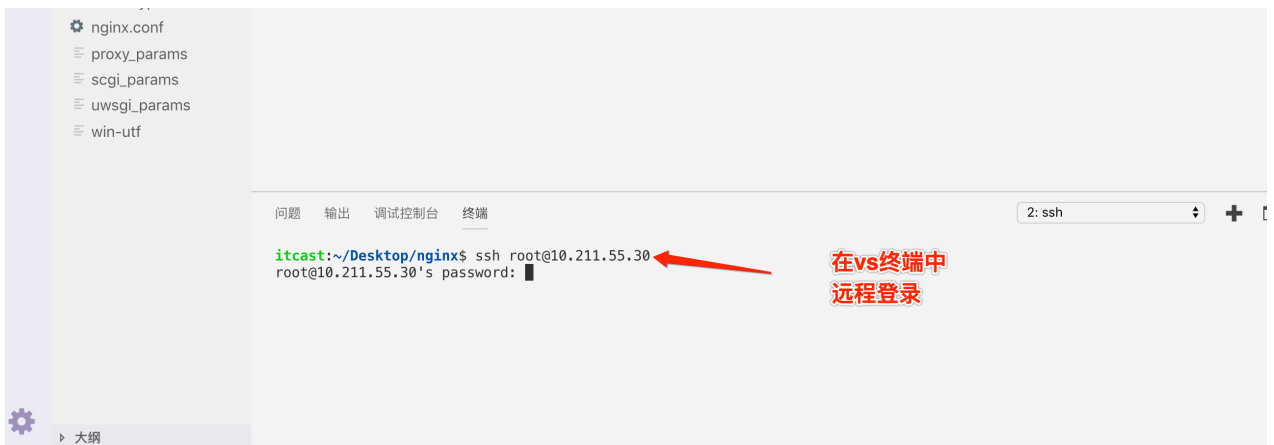 nginx.conf
proxy_params
scgi_params
uwsgi_params
win-utf
问题 输出 调试控制台 终端 2: ssh
itcast:~/Desktop/nginx$ ssh root@10.211.55.30
root@10.211.55.30's password:
在vs终端中
远程登录
大纲